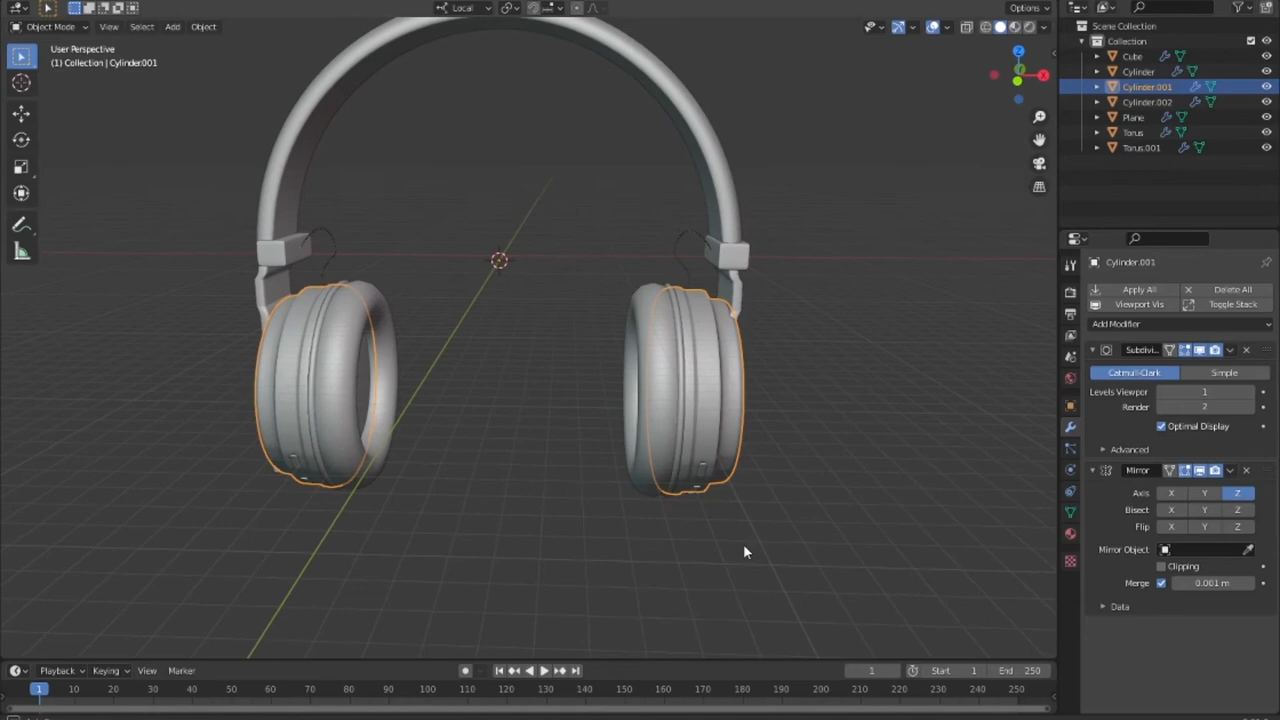 Local
Options
Object Mode View Select Add Object
User Perspective
(1) Collection | Cylinder.001
Z
X
Scene Collection
Collection
Cube
Cylinder
Cylinder.001
Cylinder.002
Plane
Torus
Torus.001
Cylinder.001
Apply All Delete All
Viewport Vis Toggle Stack
Add Modifier
Subdivi..
Catmull-Clark Simple
Levels Viewpor 1
Render 2
Optimal Display
Advanced
Mirror
Axis X Y Z
Bisect X Y Z
Flip X Y Z
Mirror Object
Clipping
Merge 0.001 m
Data
Playback Keying View Marker 1 Start 1 End 250
1 10 20 30 40 50 60 70 80 90 100 110 120 130 140 150 160 170 180 190 200 210 220 230 240 250